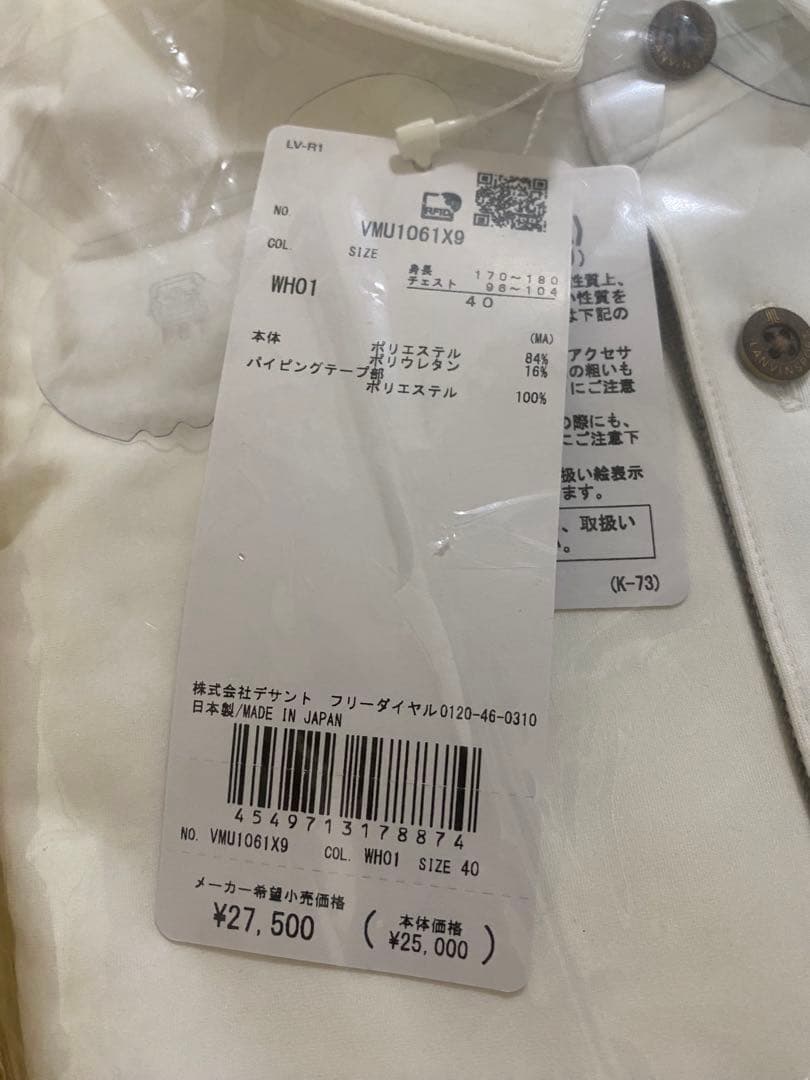 LANVIN S
LV-R1
RFID
NO.
VMU1061X9
COL.
SIZE
WH01
身長 170~180
チェスト 96~104
40
本体 (MA)
ポリエステル 84%
ポリウレタン 16%
パイピングテープ部
ポリエステル 100%
株式会社デサント フリーダイヤル0120-46-0310
日本製/MADE IN JAPAN
4549713178874
NO. VMU1061X9 COL. WH01 SIZE 40
メーカー希望小売価格
¥27,500
(本体価格
¥25,000)
性質上、
い性質を
は下記の
アクセサ
の粗いも
にご注意
の際にも、
にご注意下
扱い絵表示
ます。
、取扱い
。
(K-73)
LANVIN S